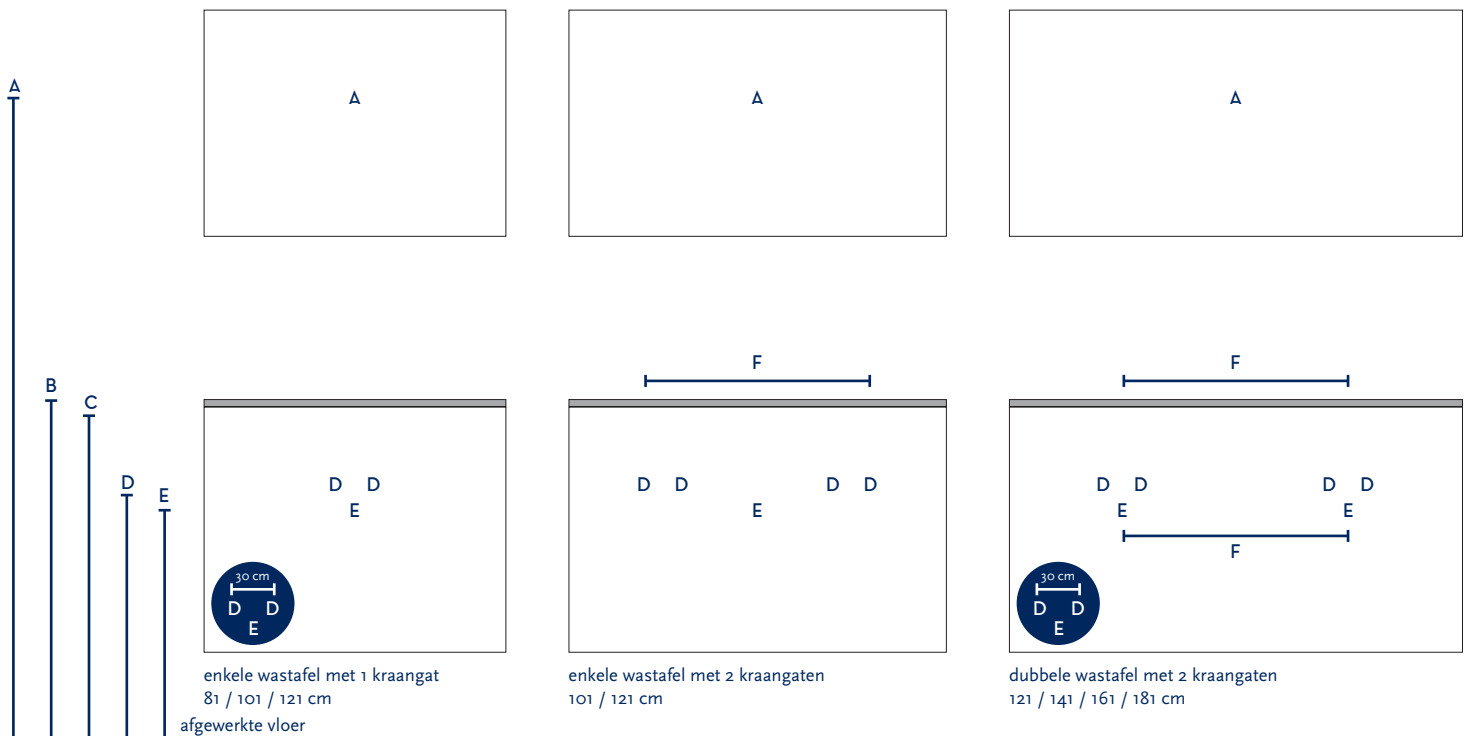 A
A
A
A
B
C
D
E
F
F
D D
E
D D D D
E
D D D D
E E
F
30 cm
D D
E
30 cm
D D
E
enkele wastafel met 1 kraangat
81 / 101 / 121 cm
enkele wastafel met 2 kraangaten
101 / 121 cm
dubbele wastafel met 2 kraangaten
121 / 141 / 161 / 181 cm
afgewerkte vloer